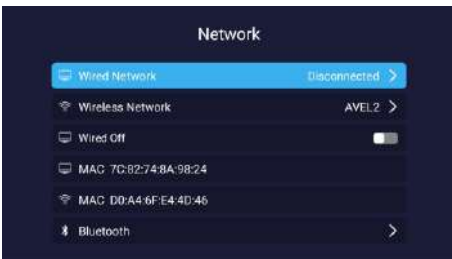 Network
Wired Network Disconnected
Wireless Network AVEL2
Wired Off
MAC 7C:82:74:8A:98:24
MAC D0:A4:6F:E4:4D:46
Bluetooth